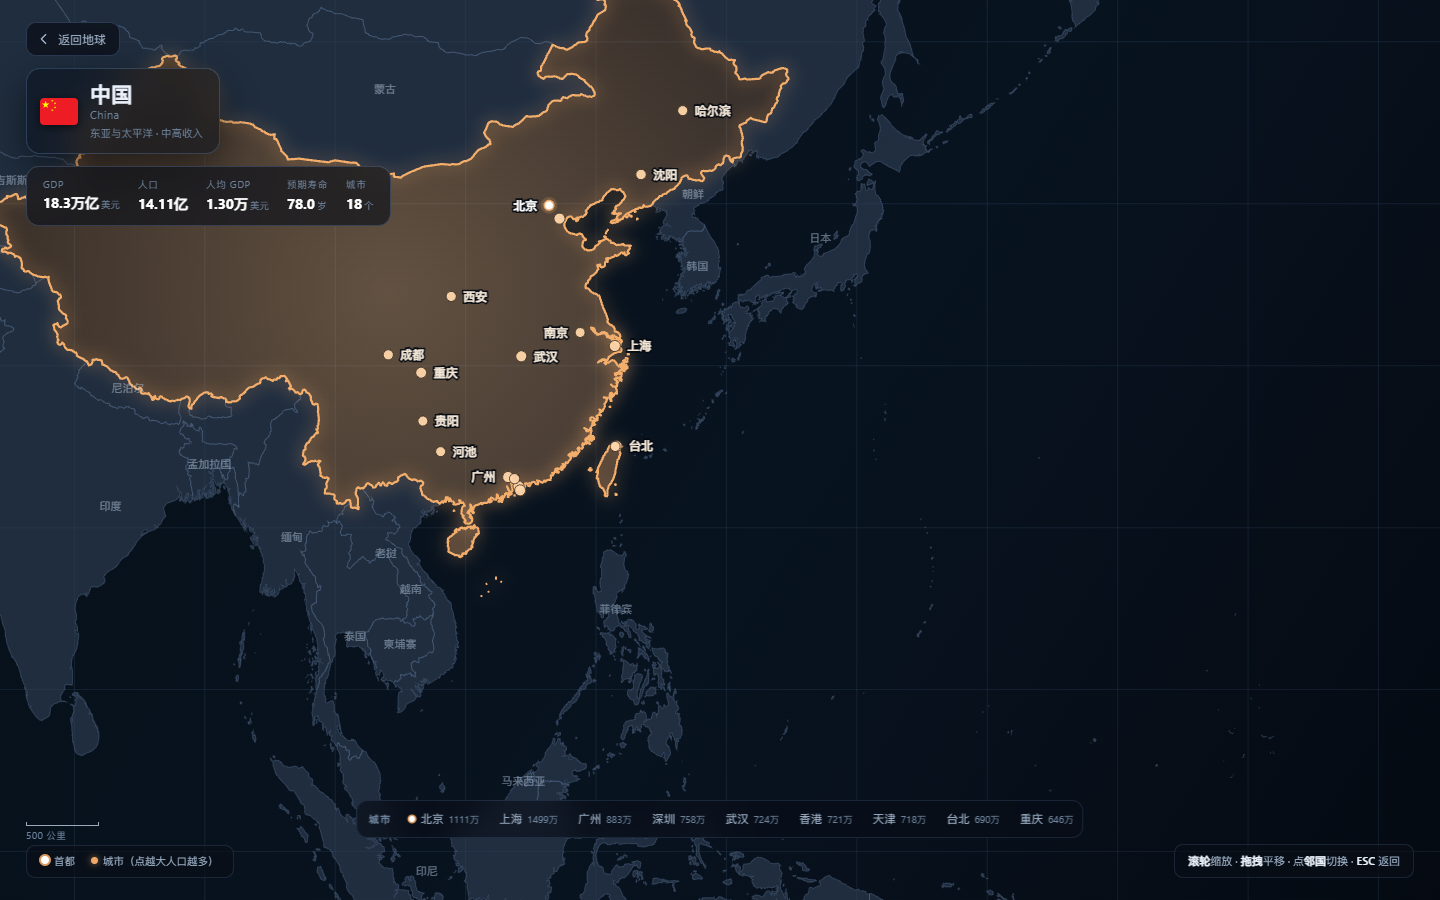 返回地球
中国
China
东亚与太平洋 · 中高收入
GDP 人口 人均 GDP 预期寿命 城市
18.3万亿 美元 14.11亿 1.30万 美元 78.0 岁 18 个
蒙古
哈尔滨
沈阳
朝鲜
北京
日本
韩国
西安
南京
上海
成都
武汉
重庆
尼泊尔
贵阳
台北
河池
孟加拉国
广州
印度
缅甸
老挝
越南
菲律宾
泰国
柬埔寨
马来西亚
城市 北京 1111万 上海 1499万 广州 883万 深圳 758万 武汉 724万 香港 721万 天津 718万 台北 690万 重庆 646万
500 公里
首都 城市（点越大人口越多）
印尼
滚轮缩放 · 拖拽平移 · 点邻国切换 · ESC 返回